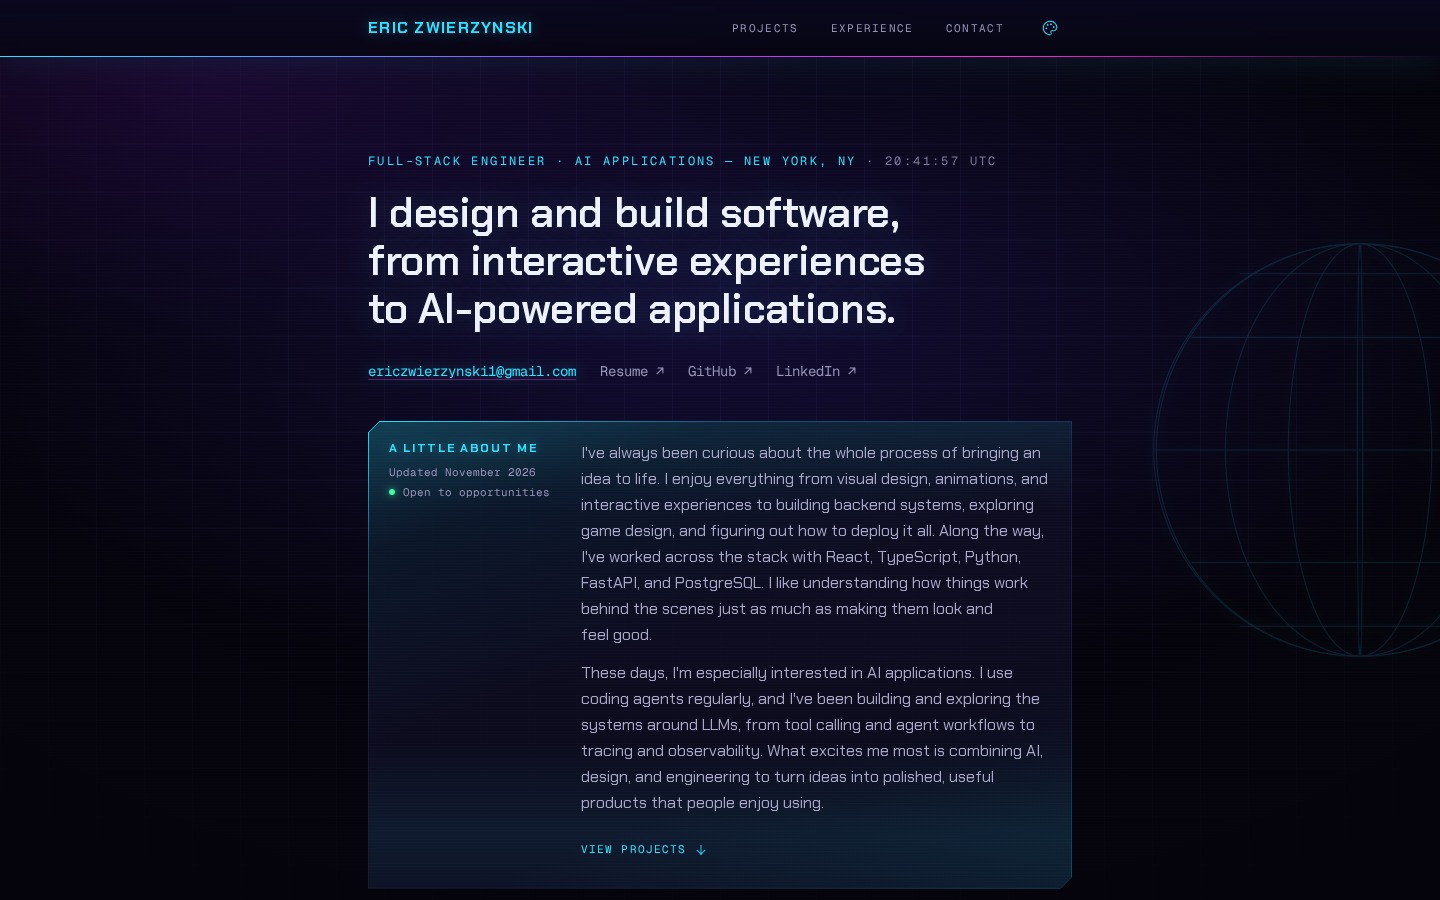 ERIC ZWIERZYNSKI
PROJECTS
EXPERIENCE
CONTACT
FULL-STACK ENGINEER · AI APPLICATIONS — NEW YORK, NY · 20:41:57 UTC
I design and build software,
from interactive experiences
to AI-powered applications.
ericzwierzynski1@gmail.com
Resume ↗
GitHub ↗
LinkedIn ↗
A LITTLE ABOUT ME
Updated November 2026
Open to opportunities
I've always been curious about the whole process of bringing an
idea to life. I enjoy everything from visual design, animations, and
interactive experiences to building backend systems, exploring
game design, and figuring out how to deploy it all. Along the way,
I've worked across the stack with React, TypeScript, Python,
FastAPI, and PostgreSQL. I like understanding how things work
behind the scenes just as much as making them look and
feel good.
These days, I'm especially interested in AI applications. I use
coding agents regularly, and I've been building and exploring the
systems around LLMs, from tool calling and agent workflows to
tracing and observability. What excites me most is combining AI,
design, and engineering to turn ideas into polished, useful
products that people enjoy using.
VIEW PROJECTS ↓